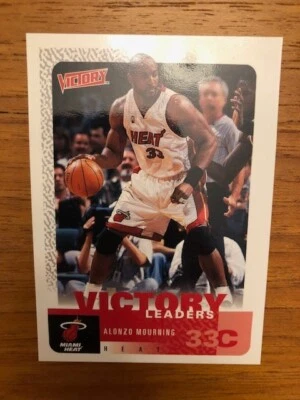 VICTORY
HEAT
33
VICTORY
LEADERS
ALONZO MOURNING
33C
MIAMI HEAT
HEAT